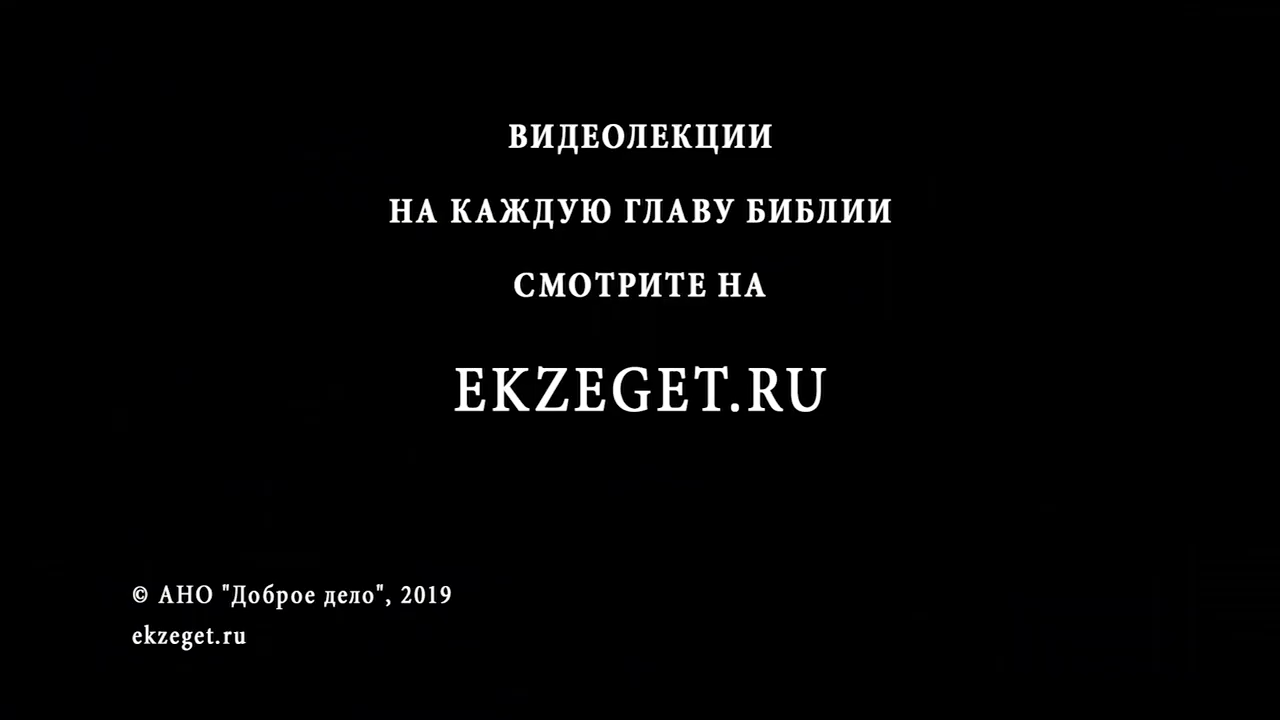 ВИДЕОЛЕКЦИИ
НА КАЖДУЮ ГЛАВУ БИБЛИИ
СМОТРИТЕ НА
EKZEGET.RU
© АНО "Доброе дело", 2019
ekzeget.ru